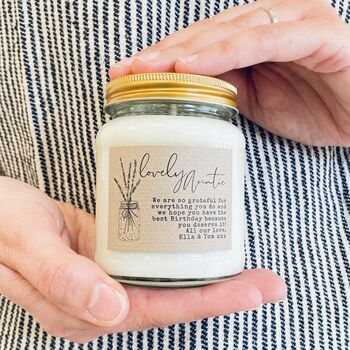 lovely Auntie
We are so grateful for
everything you do and
we hope you have the
best Birthday because
you deserve it!
All our love,
Ella & Tom xxx